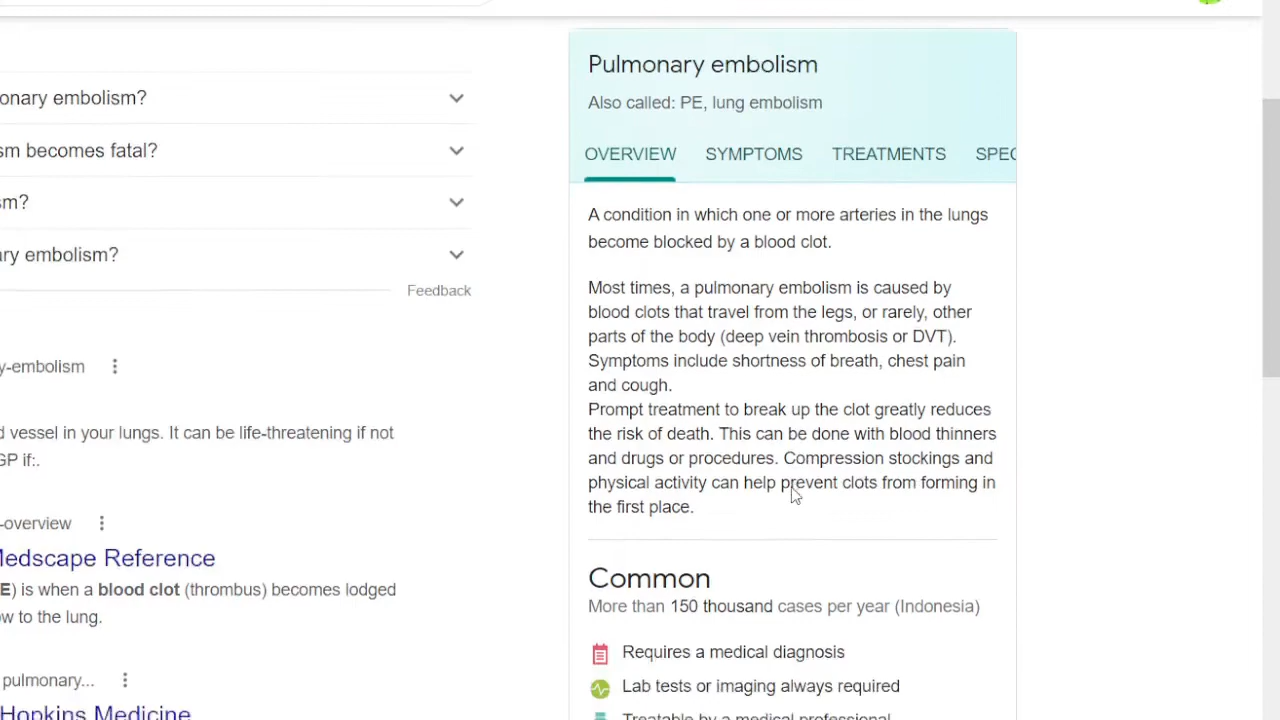 onary embolism?
sm becomes fatal?
sm?
ary embolism?
Feedback
y-embolism
d vessel in your lungs. It can be life-threatening if not
GP if:.
-overview
Medscape Reference
E) is when a blood clot (thrombus) becomes lodged
ow to the lung.
pulmonary...
Hopkins Medicine
Pulmonary embolism
Also called: PE, lung embolism
OVERVIEW SYMPTOMS TREATMENTS SPEC
A condition in which one or more arteries in the lungs
become blocked by a blood clot.
Most times, a pulmonary embolism is caused by
blood clots that travel from the legs, or rarely, other
parts of the body (deep vein thrombosis or DVT).
Symptoms include shortness of breath, chest pain
and cough.
Prompt treatment to break up the clot greatly reduces
the risk of death. This can be done with blood thinners
and drugs or procedures. Compression stockings and
physical activity can help prevent clots from forming in
the first place.
Common
More than 150 thousand cases per year (Indonesia)
Requires a medical diagnosis
Lab tests or imaging always required
Treatable by a medical professional